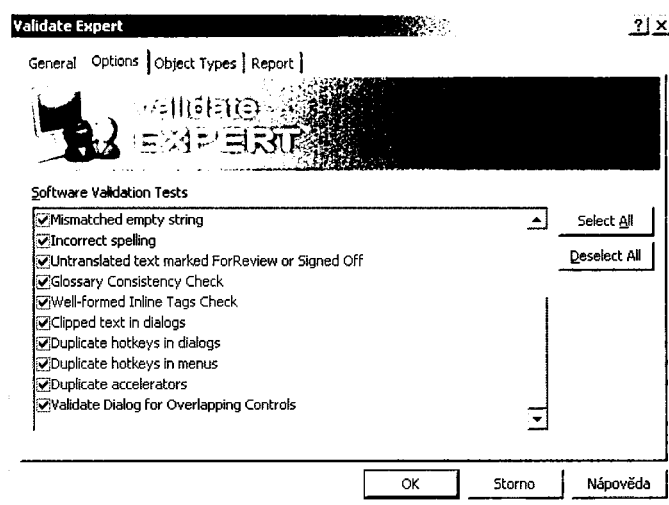 Validate Expert
General Options Object Types Report
Validate
EXPERT
Software Validation Tests
Mismatched empty string
Incorrect spelling
Untranslated text marked ForReview or Signed Off
Glossary Consistency Check
Well-formed Inline Tags Check
Clipped text in dialogs
Duplicate hotkeys in dialogs
Duplicate hotkeys in menus
Duplicate accelerators
Validate Dialog for Overlapping Controls
Select All
Deselect All
OK Storno Nápověda